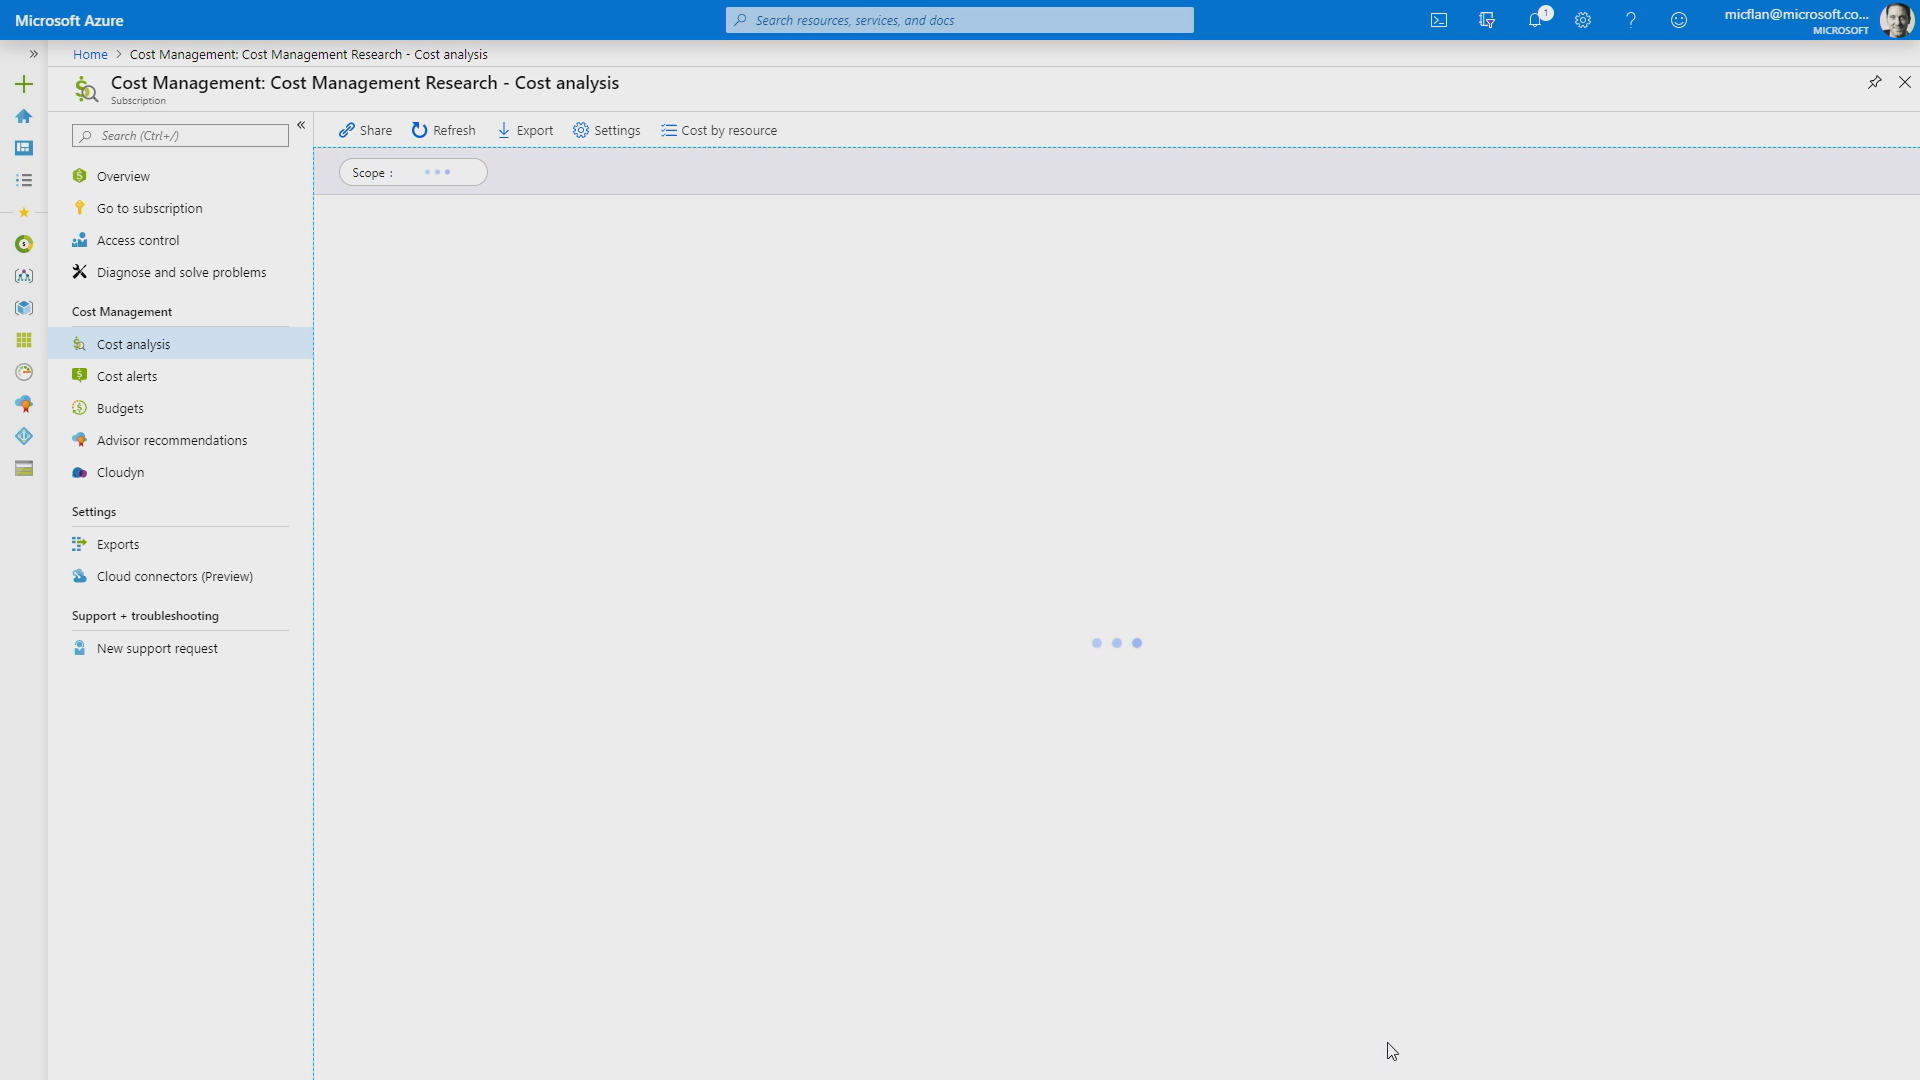 Microsoft Azure
Search resources, services, and docs
1
micflan@microsoft.co...
MICROSOFT
Home > Cost Management: Cost Management Research - Cost analysis
Cost Management: Cost Management Research - Cost analysis
Subscription
Search (Ctrl+/)
Share
Refresh
Export
Settings
Cost by resource
Scope :
Overview
Go to subscription
Access control
Diagnose and solve problems
Cost Management
Cost analysis
Cost alerts
Budgets
Advisor recommendations
Cloudyn
Settings
Exports
Cloud connectors (Preview)
Support + troubleshooting
New support request